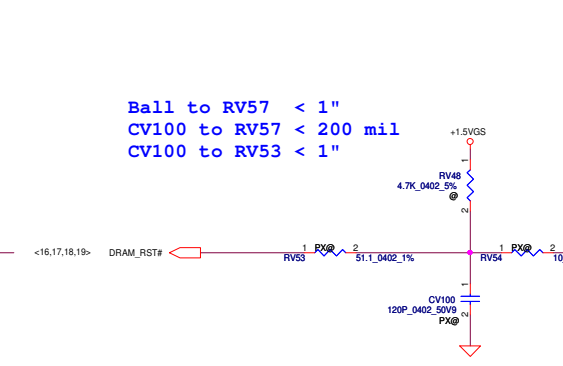 Ball to RV57 < 1"
CV100 to RV57 < 200 mil
CV100 to RV53 < 1"
+1.5VGS
1
RV48
4.7K_0402_5%
@
2
<16,17,18,19>
DRAM_RST#
1
PX@
2
RV53
51.1_0402_1%
1
PX@
2
RV54
10_
1
CV100
120P_0402_50V9
PX@
2